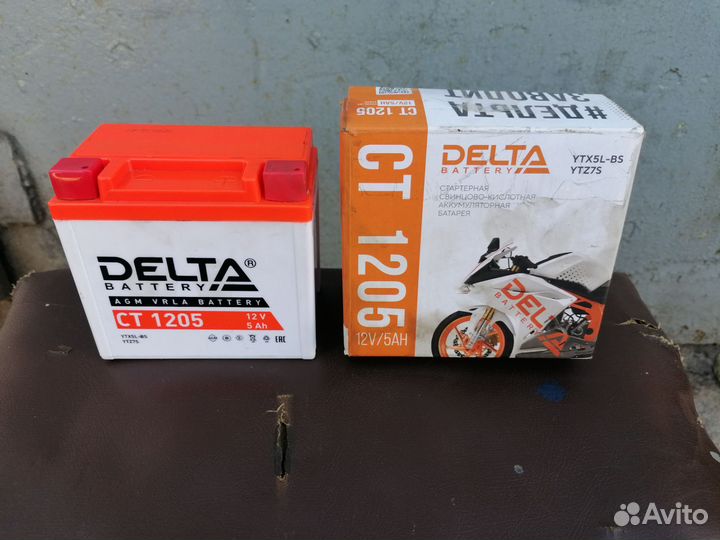 DELTA®
BATTERY
AGM VRLA BATTERY
CT 1205
12 V
5 Ah
YTX5L-BS
YTZ7S
EAC
#ДЕЛЬТА
ЗАВОДИТ
12V/5AH
CT 1205
CT 1205
12V/5AH
DELTA
BATTERY
YTX5L-BS
YTZ7S
СТАРТЕРНАЯ
СВИНЦОВО-КИСЛОТНАЯ
АККУМУЛЯТОРНАЯ
БАТАРЕЯ
DELTA
BATTERY
Avito